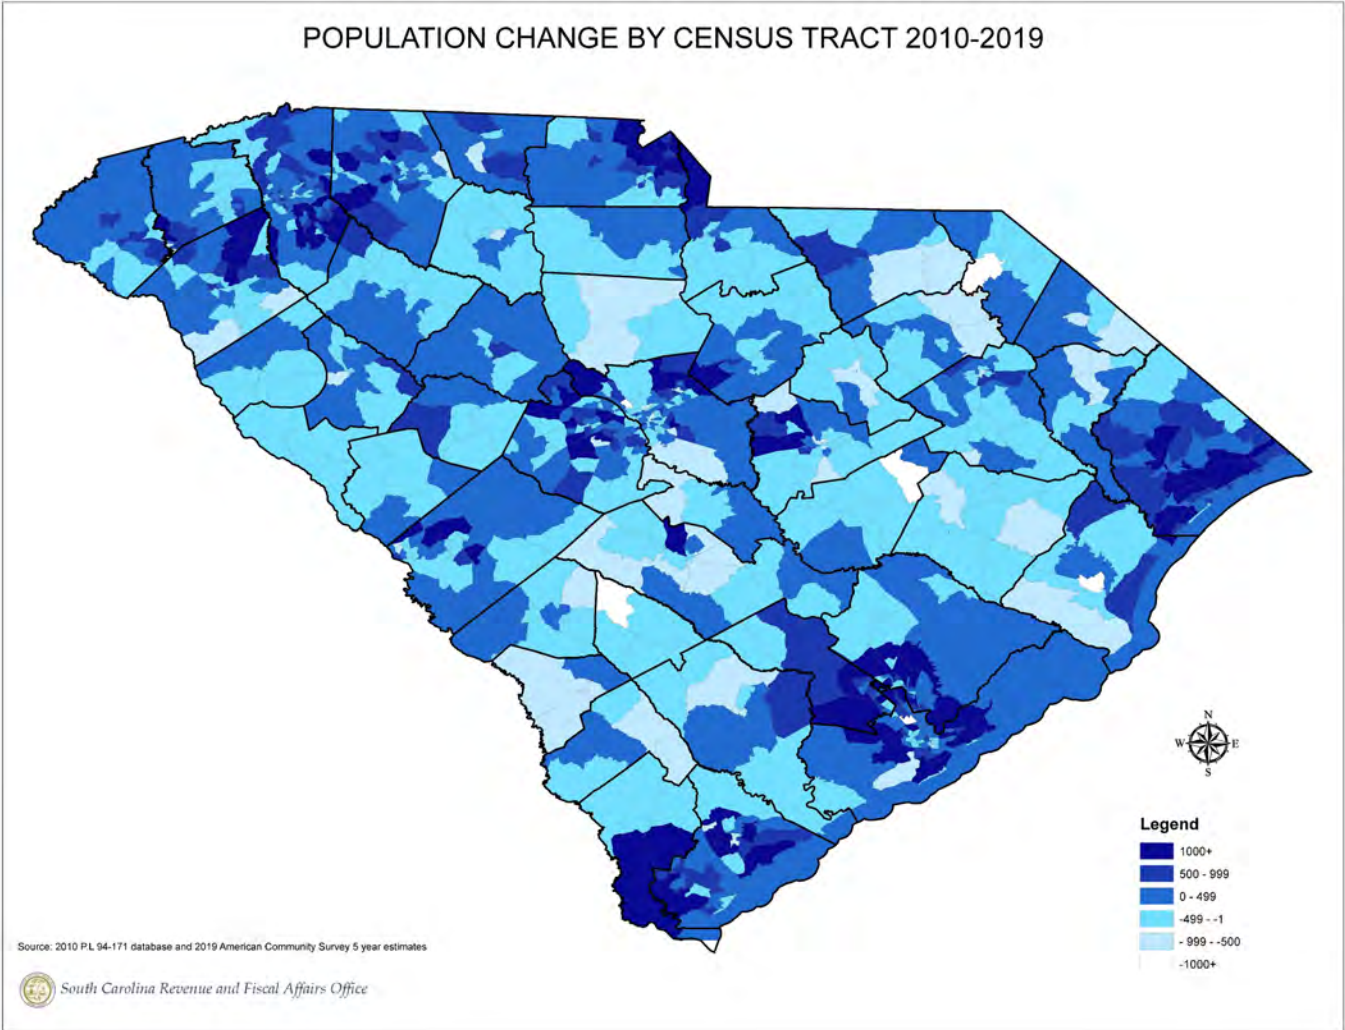 POPULATION CHANGE BY CENSUS TRACT 2010-2019
N
W
E
S
Legend
1000+
500 - 999
0 - 499
-499 - -1
- 999 - -500
-1000+
Source: 2010 P.L 94-171 database and 2019 American Community Survey 5 year estimates
South Carolina Revenue and Fiscal Affairs Office